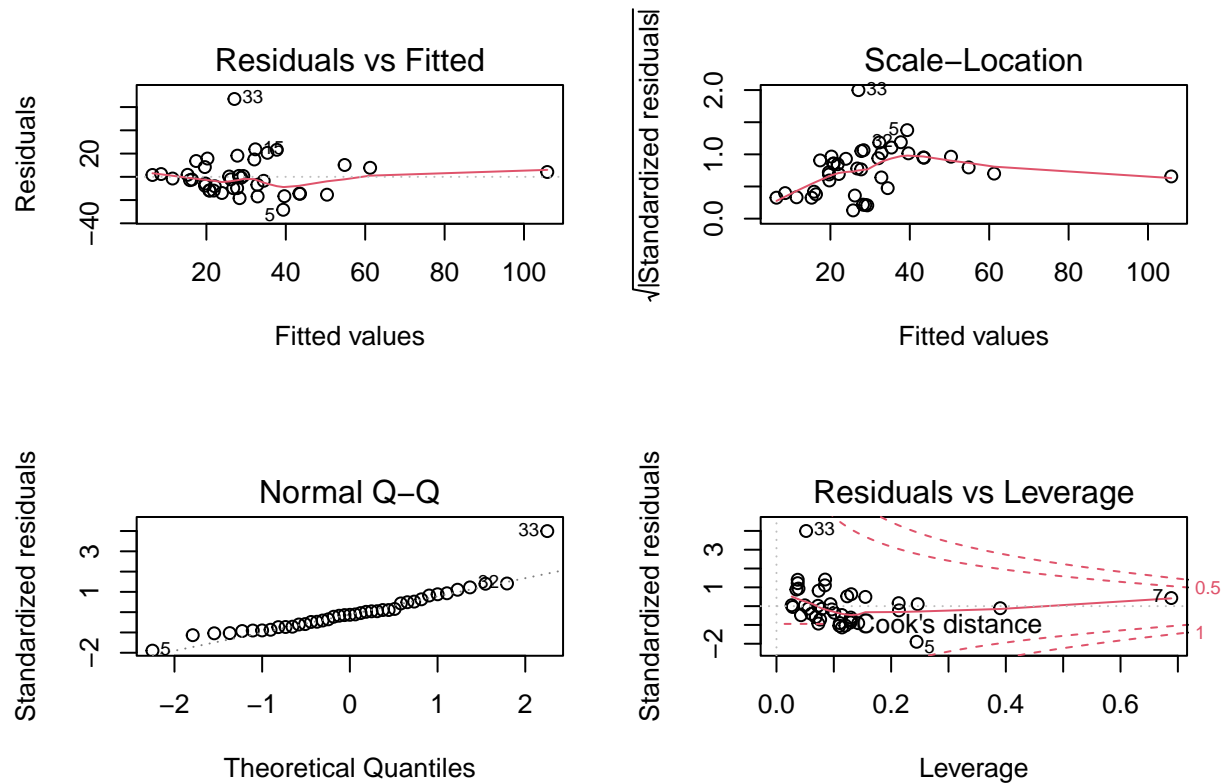 Residuals vs Fitted
Residuals
20
−40
33
15
5
20 40 60 80 100
Fitted values
Scale−Location
√|Standardized residuals|
2.0
1.0
0.0
33
5
32
20 40 60 80 100
Fitted values
Normal Q−Q
Standardized residuals
3
1
−2
33
32
5
−2 −1 0 1 2
Theoretical Quantiles
Residuals vs Leverage
Standardized residuals
3
1
−2
33
7
5
Cook's distance
0.5
1
0.0 0.2 0.4 0.6
Leverage